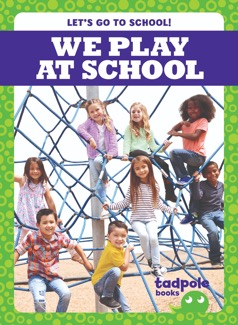 LET'S GO TO SCHOOL!
WE PLAY
AT SCHOOL
tadpole
books